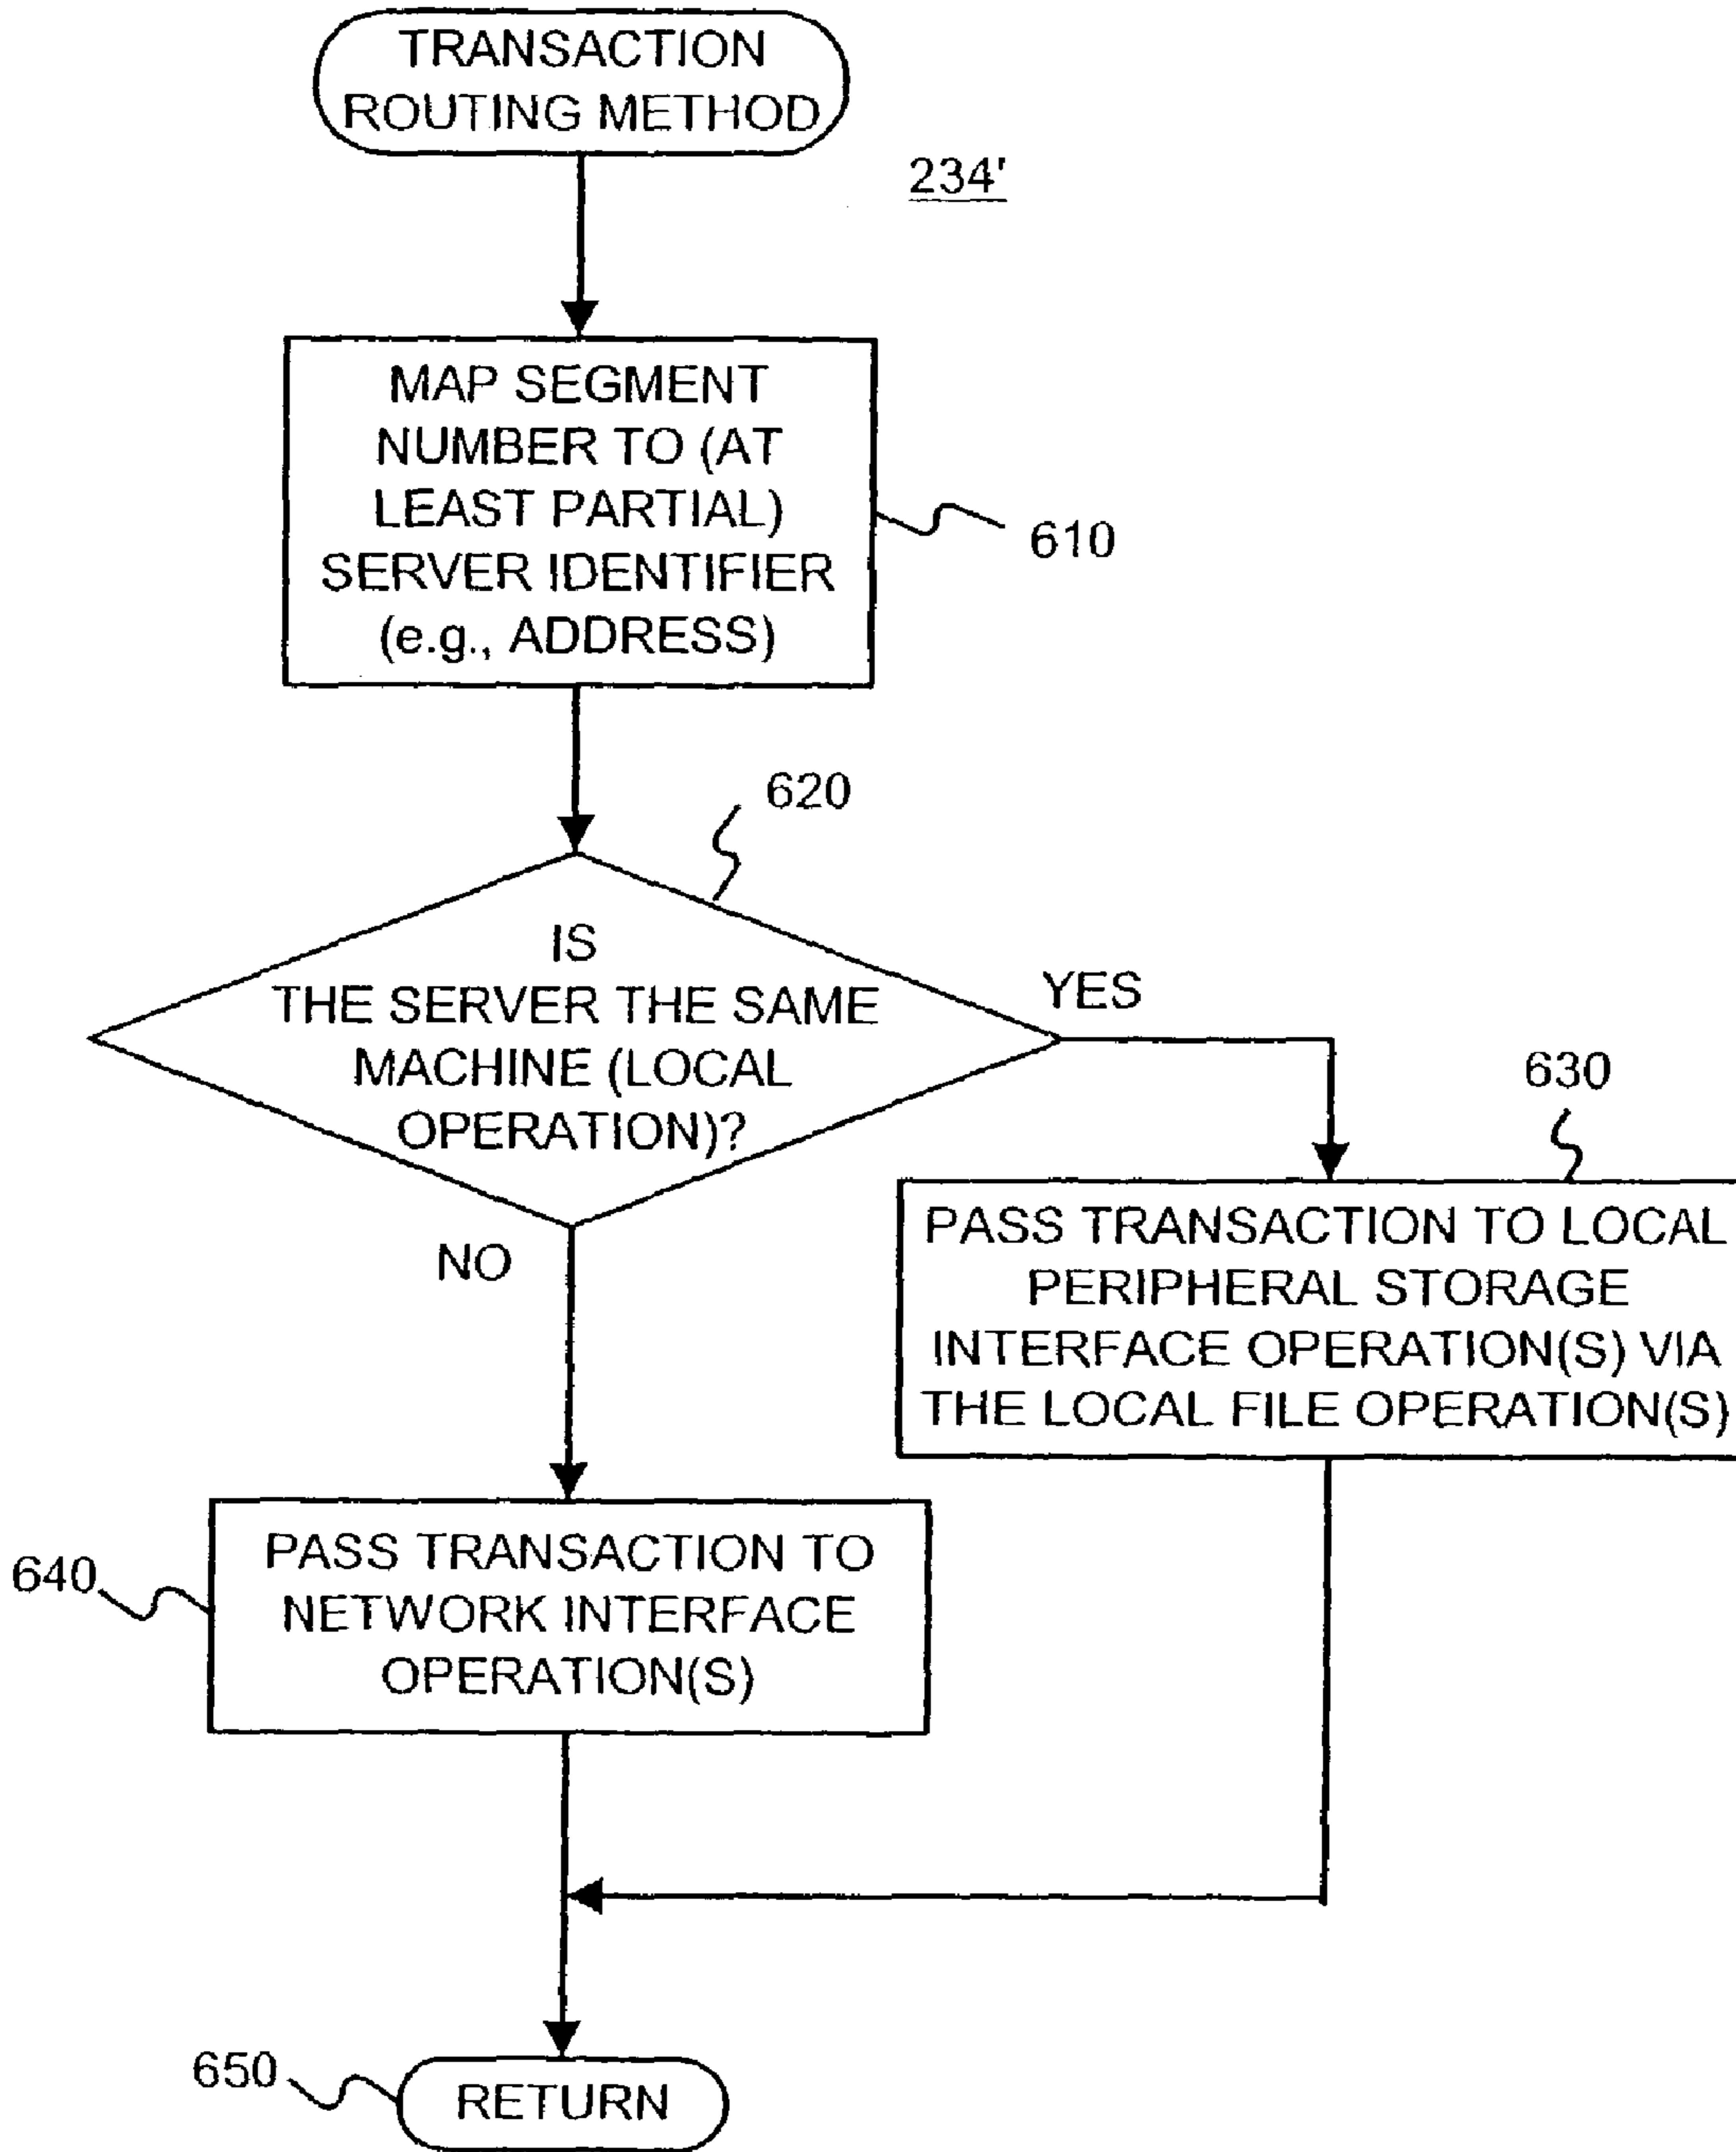 TRANSACTION
ROUTING METHOD
234'
MAP SEGMENT
NUMBER TO (AT
LEAST PARTIAL)
SERVER IDENTIFIER
(e.g., ADDRESS)
610
620
IS
THE SERVER THE SAME
MACHINE (LOCAL
OPERATION)?
YES
NO
630
PASS TRANSACTION TO LOCAL
PERIPHERAL STORAGE
INTERFACE OPERATION(S) VIA
THE LOCAL FILE OPERATION(S)
640
PASS TRANSACTION TO
NETWORK INTERFACE
OPERATION(S)
650
RETURN